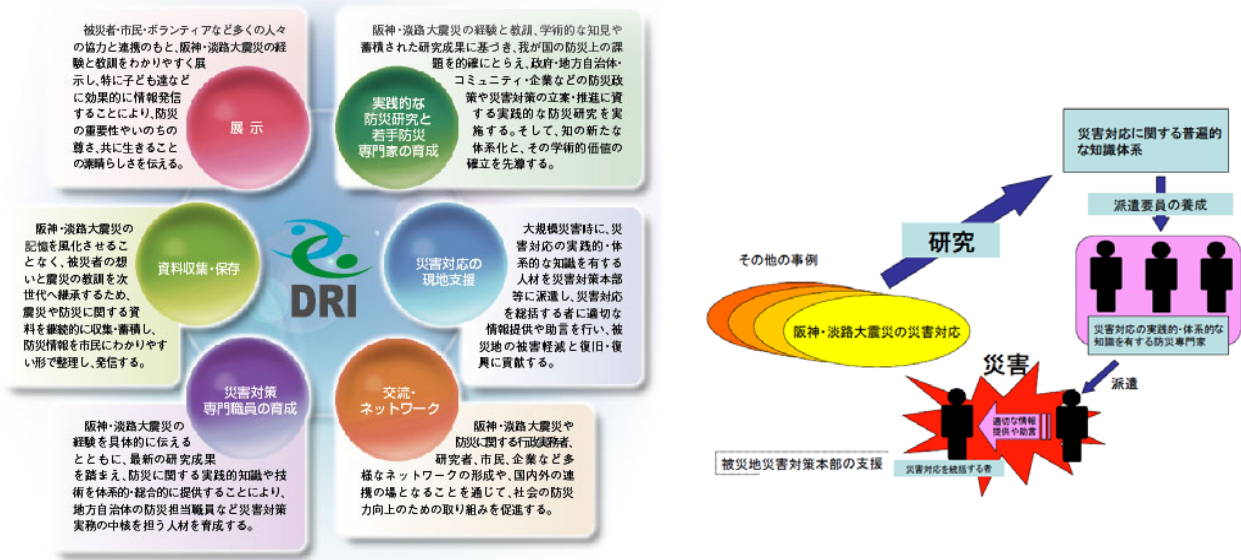 被災者・市民・ボランティアなど多くの人々
の協力と連携のもと、阪神・淡路大震災の経
験と教訓をわかりやすく展
示し、特に子ども達など
に効果的に情報発信
することにより、防災
の重要性やいのちの
尊さ、共に生きること
の素晴らしさを伝える。
展 示
阪神・淡路大震災の経験と教訓、学術的な知見や
蓄積された研究成果に基づき、我が国の防災上の課
題を的確にとらえ、政府・地方自治体・
コミュニティ・企業などの防災政
策や災害対策の立案・推進に資
する実践的な防災研究を実
施する。そして、知の新たな
体系化と、その学術的価値の
確立を先導する。
実践的な
防災研究と
若手防災
専門家の育成
阪神・淡路大震災の
記憶を風化させるこ
となく、被災者の想
いと震災の教訓を次
世代へ継承するため、
震災や防災に関する資
料を継続的に収集・蓄積し、
防災情報を市民にわかりやす
い形で整理し、発信する。
資料収集・保存
DRI
災害対応の
現地支援
大規模災害時に、災
害対応の実践的・体
系的な知識を有する
人材を災害対策本部
等に派遣し、災害対応
を総括する者に適切な
情報提供や助言を行い、被
災地の被害軽減と復旧・復
興に貢献する。
災害対策
専門職員の育成
阪神・淡路大震災の
経験を具体的に伝える
とともに、最新の研究成果
を踏まえ、防災に関する実践的知識や技
術を体系的・総合的に提供することにより、
地方自治体の防災担当職員など災害対策
実務の中核を担う人材を育成する。
交流・
ネットワーク
阪神・淡路大震災や
防災に関する行政実務者、
研究者、市民、企業など多
様なネットワークの形成や、国内外の連
携の場となることを通じて、社会の防災
力向上のための取り組みを促進する。
災害対応に関する普遍的
な知識体系
派遣要員の養成
研究
その他の事例
阪神・淡路大震災の災害対応
災害対応の実践的・体系的な
知識を有する防災専門家
災害
派遣
適切な情報
提供や助言
被災地災害対策本部の支援
災害対応を統括する者